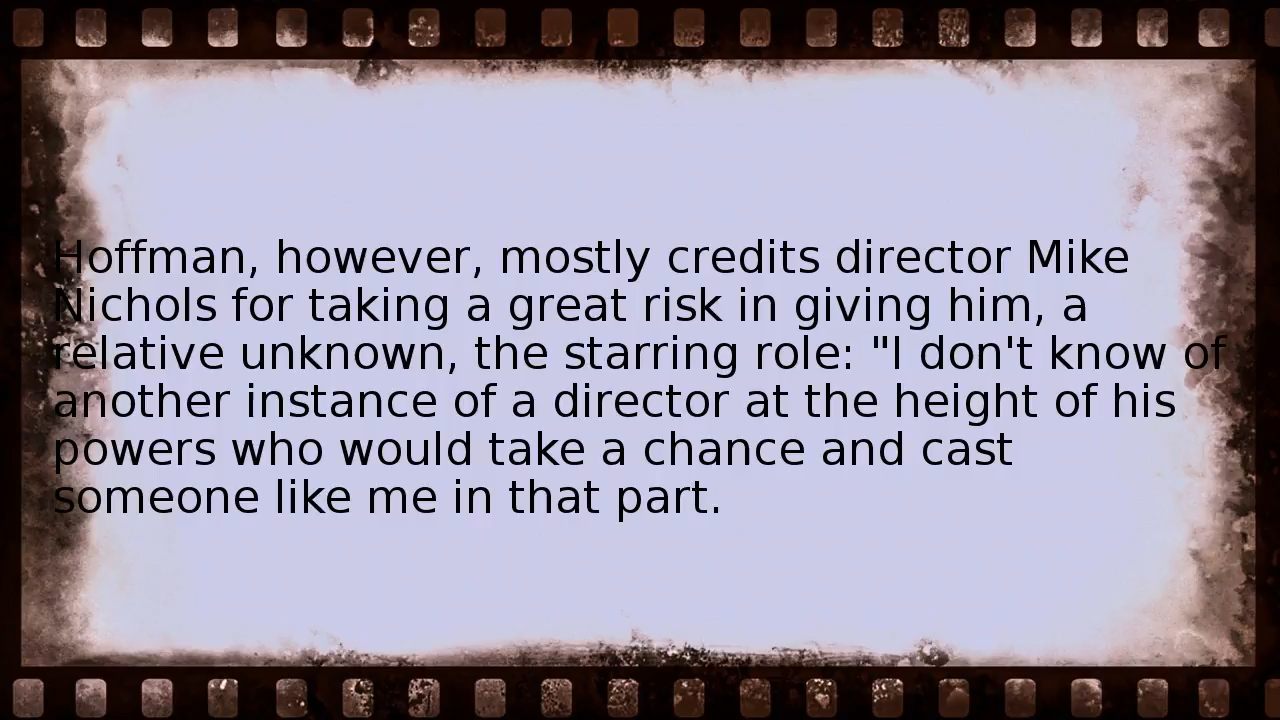 Hoffman, however, mostly credits director Mike
Nichols for taking a great risk in giving him, a
relative unknown, the starring role: "I don't know of
another instance of a director at the height of his
powers who would take a chance and cast
someone like me in that part.